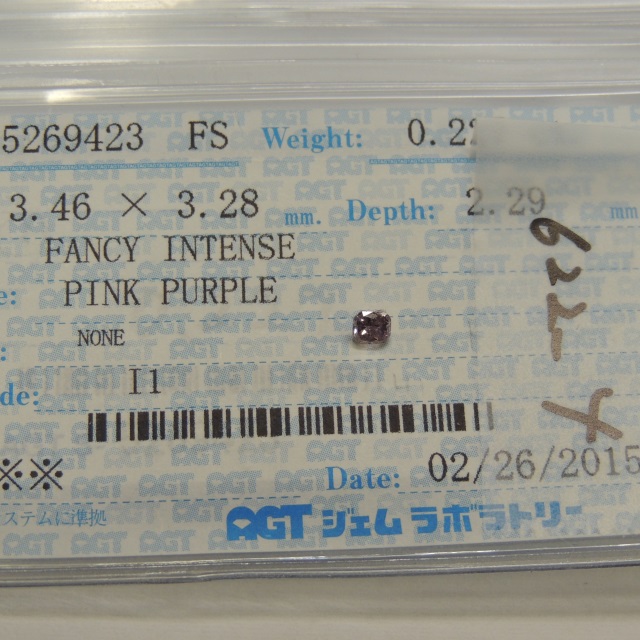 5269423 FS Weight: 0.22
3.46 × 3.28 mm. Depth: 2.29 mm
FANCY INTENSE
e: PINK PURPLE
: NONE
de: I1
※※ Date: 02/26/2015
ステムに準拠
AGT ジェムラボラトリー